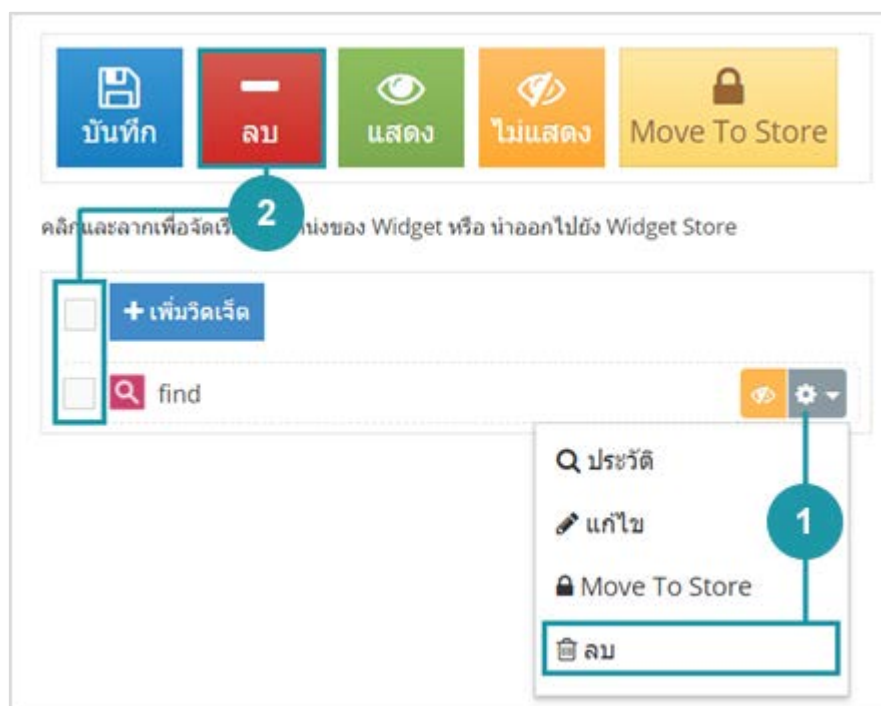 บันทึก ลบ แสดง ไม่แสดง Move To Store
2
คลิกและลากเพื่อจัดเรี นงของ Widget หรือ นำออกไปยัง Widget Store
เพิ่มวิดเจ็ต
find
ประวัติ
แก้ไข
1
Move To Store
ลบ